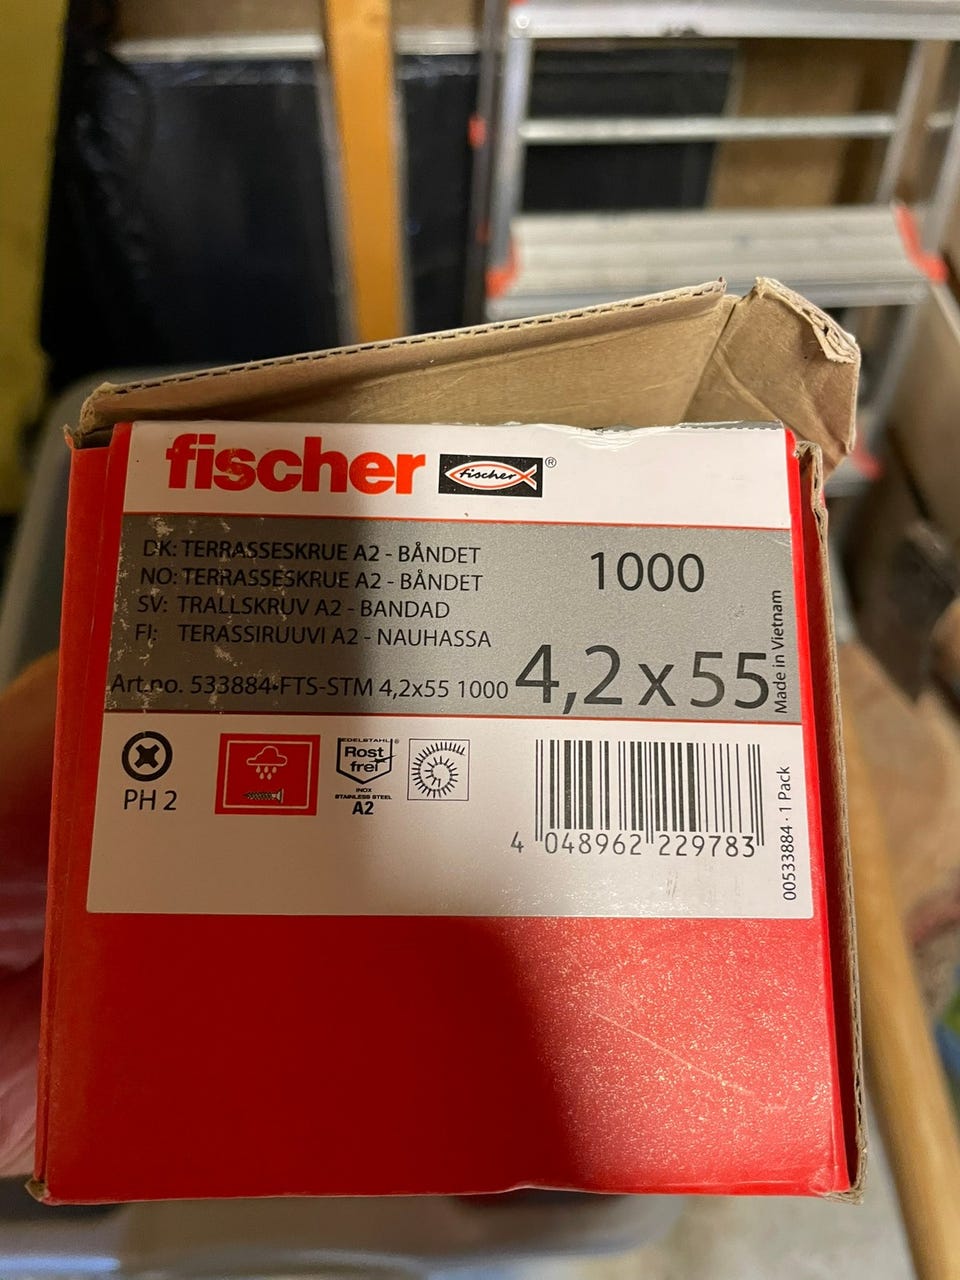 fischer fischer ®
DK: TERRASSESKRUE A2 - BÅNDET
NO: TERRASSESKRUE A2 - BÅNDET
SV: TRALLSKRUV A2 - BANDAD
FI: TERASSIRUUVI A2 - NAUHASSA
1000
Art.no. 533884•FTS-STM 4,2x55 1000
4,2 x 55
Made in Vietnam
PH 2
EDELSTAHL ®
Rost
frei
INOX
STAINLESS STEEL
A2
4 048962 229783
00533884 · 1 Pack